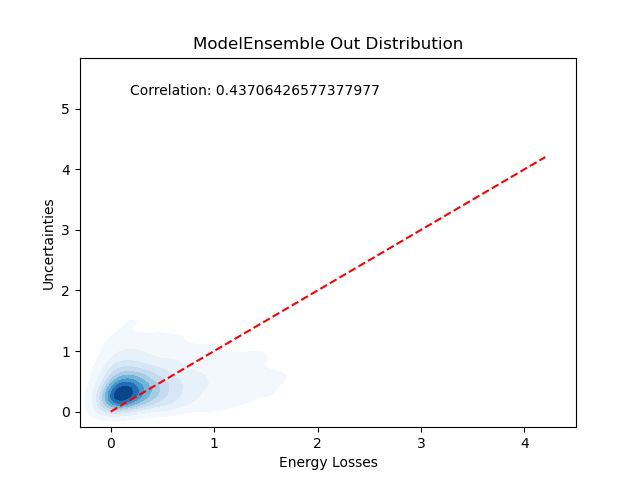 ModelEnsemble Out Distribution
Correlation: 0.43706426577377977
Uncertainties
5
4
3
2
1
0
0 1 2 3 4
Energy Losses